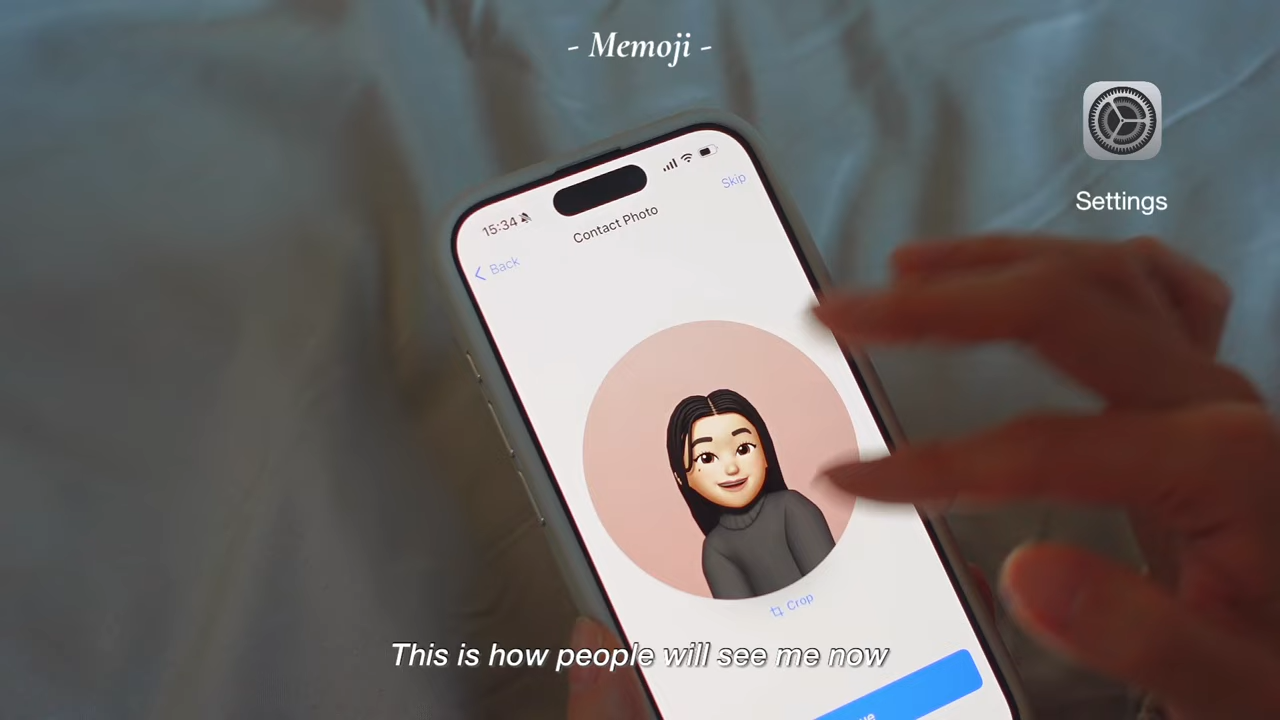 - Memoji -
Settings
15:34
Skip
Contact Photo
Back
Crop
This is how people will see me now